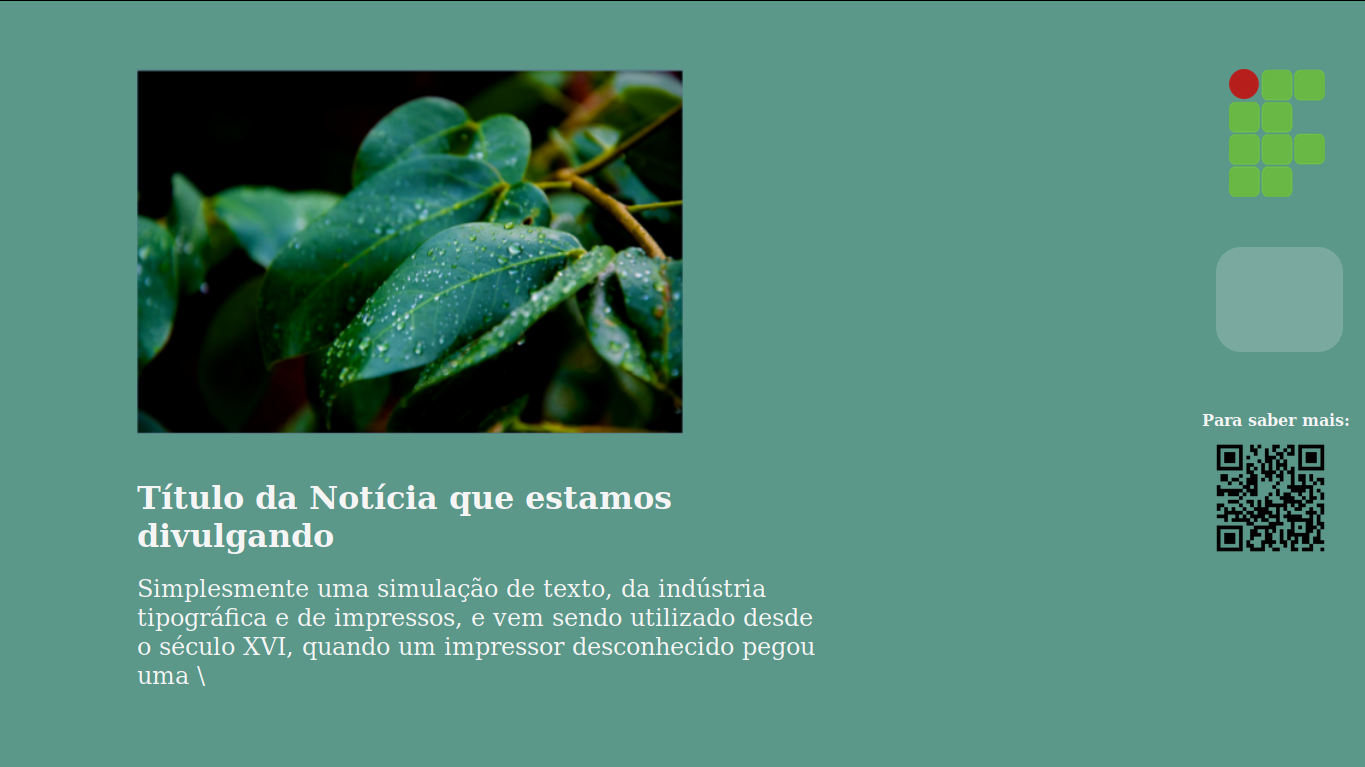 Título da Notícia que estamos
divulgando
Simplesmente uma simulação de texto, da indústria
tipográfica e de impressos, e vem sendo utilizado desde
o século XVI, quando um impressor desconhecido pegou
uma \
Para saber mais: